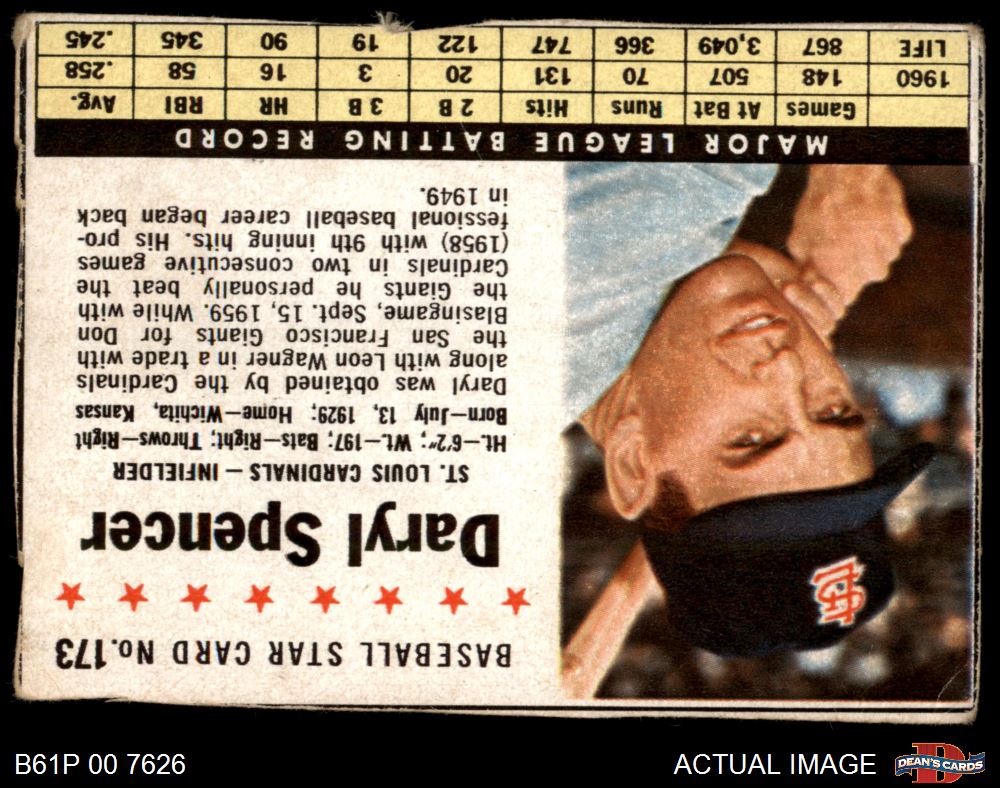 BASEBALL STAR CARD No.173
Daryl Spencer
ST. LOUIS CARDINALS — INFIELDER
Ht.—6'2"; Wt.—197; Bats—Right; Throws—Right
Born—July 13, 1929; Home—Wichita, Kansas
Daryl was obtained by the Cardinals
along with Leon Wagner in a trade with
the San Francisco Giants for Don
Blasingame, Sept. 15, 1959. While with
the Giants he personally beat the
Cardinals in two consecutive games
(1958) with 9th inning hits. His pro-
fessional baseball career began back
in 1949.
MAJOR LEAGUE BATTING RECORD
Games At Bat Runs Hits 2 B 3 B HR RBI Avg.
1960 148 507 70 131 20 3 16 58 .258
LIFE 867 3,049 366 747 122 19 90 345 .245
StL
B61P 00 7626
ACTUAL IMAGE
D
DEAN'S CARDS